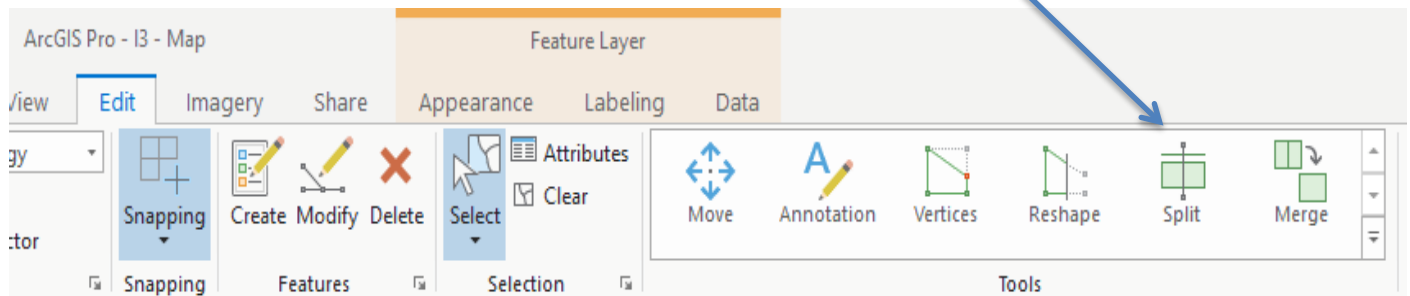 ArcGIS Pro - I3 - Map
Feature Layer
View Edit Imagery Share Appearance Labeling Data
Attributes
Clear
Snapping Create Modify Delete Select Move Annotation Vertices Reshape Split Merge
Snapping Features Selection Tools